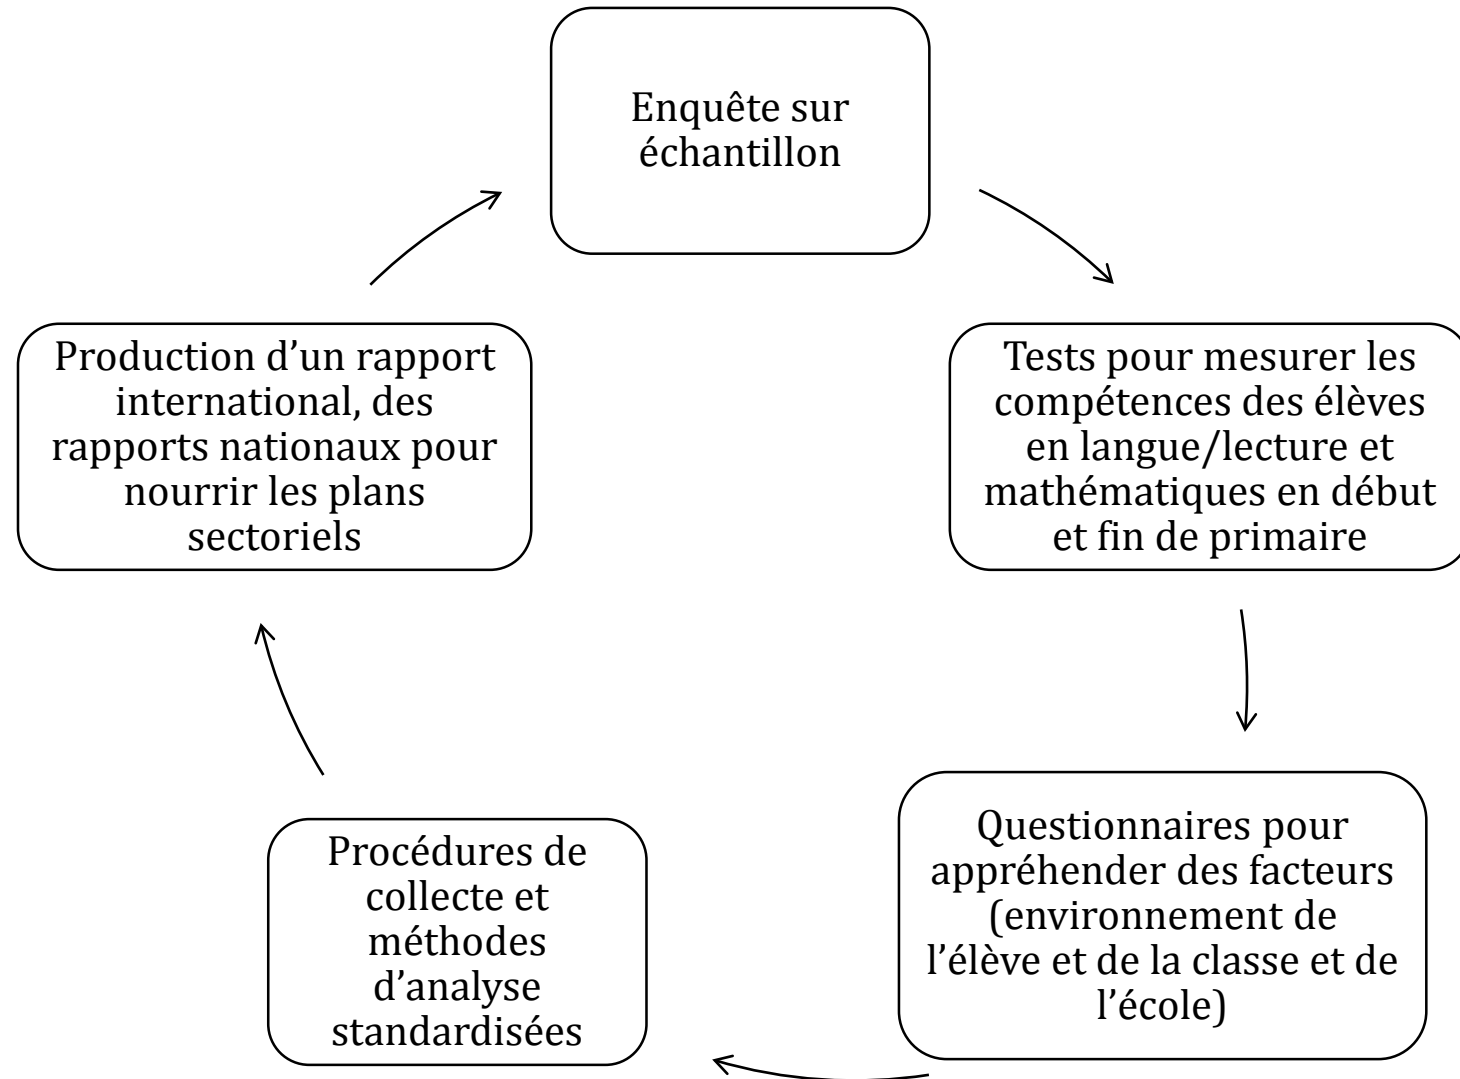 Enquête sur
échantillon
Tests pour mesurer les
compétences des élèves
en langue/lecture et
mathématiques en début
et fin de primaire
Questionnaires pour
appréhender des facteurs
(environnement de
l’élève et de la classe et de
l’école)
Procédures de
collecte et
méthodes
d’analyse
standardisées
Production d’un rapport
international, des
rapports nationaux pour
nourrir les plans
sectoriels